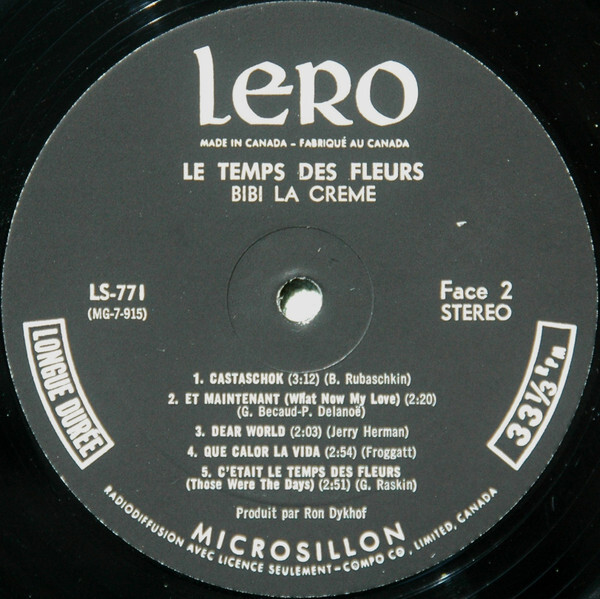 LERO
MADE IN CANADA – FABRIQUÉ AU CANADA
LE TEMPS DES FLEURS
BIBI LA CREME
LS-771
(MG-7-915)
Face 2
STEREO
LONGUE DURÉE
33 1/3 RPM
1. CASTASCHOK (3:12) (B. Rubaschkin)
2. ET MAINTENANT (What Now My Love) (2:20)
(G. Becaud-P. Delanoë)
3. DEAR WORLD (2:03) (Jerry Herman)
4. QUE CALOR LA VIDA (2:54) (Froggatt)
5. C'ETAIT LE TEMPS DES FLEURS
(Those Were The Days) (2:51) (G. Raskin)
Produit par Ron Dykhof
MICROSILLON
RADIODIFFUSION AVEC LICENCE SEULEMENT–COMPO CO., LIMITED, CANADA